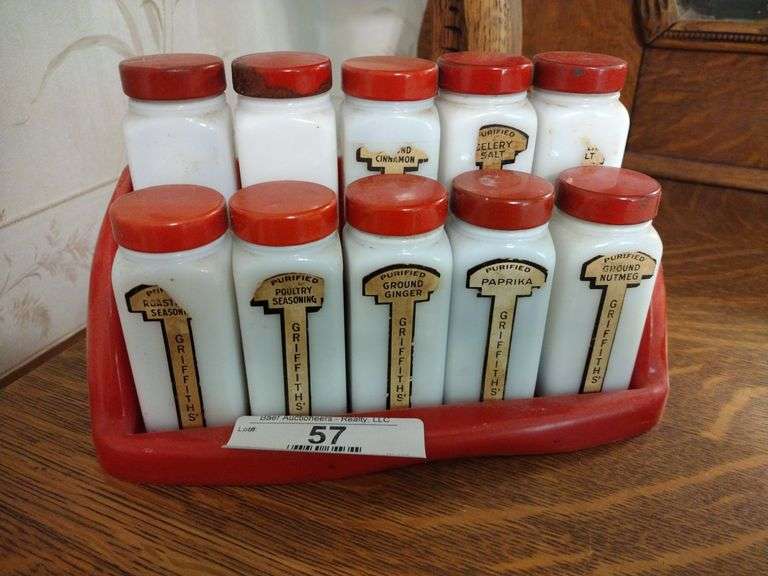 CINNAMON
PURIFIED
CELERY
SALT
LT
ROAST
SEASON
GRIFFITHS'
PURIFIED
POULTRY
SEASONING
GRIFFITHS'
PURIFIED
GROUND
GINGER
GRIFFITHS'
PURIFIED
PAPRIKA
GRIFFITHS'
PURIFIED
GROUND
NUTMEG
GRIFFITHS'
Auctioneers - Realty, LLC
Lot#:
57